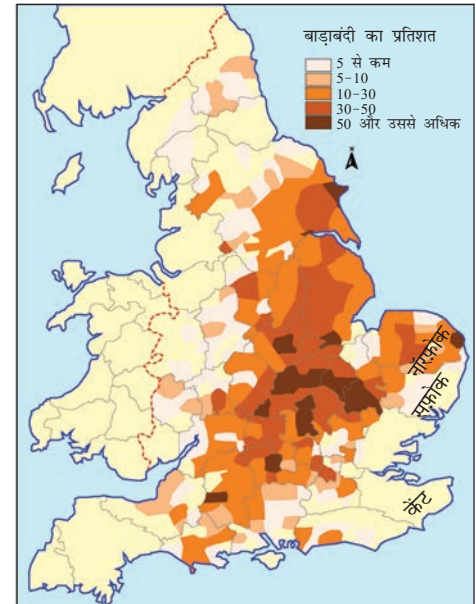 बाड़ाबंदी का प्रतिशत
5 से कम
5-10
10-30
30-50
50 और उससे अधिक
नॉरफ़ोक
सफ़ोक
केंट